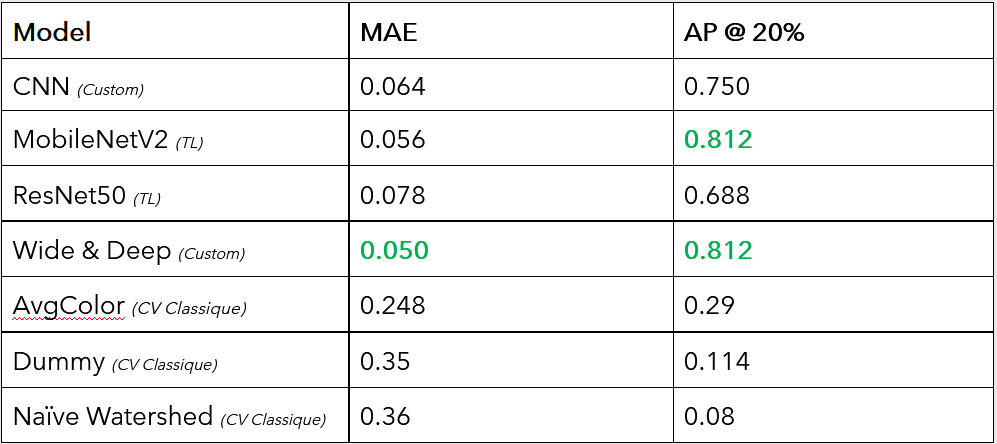 Model MAE AP @ 20%
CNN (Custom) 0.064 0.750
MobileNetV2 (TL) 0.056 0.812
ResNet50 (TL) 0.078 0.688
Wide & Deep (Custom) 0.050 0.812
AvgColor (CV Classique) 0.248 0.29
Dummy (CV Classique) 0.35 0.114
Naïve Watershed (CV Classique) 0.36 0.08